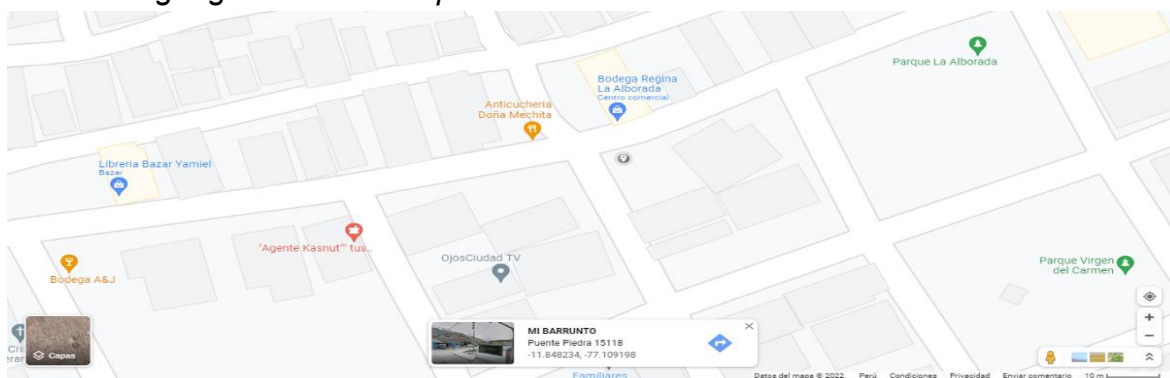 Parque La Alborada
Bodega Regina
La Alborada
Centro comercial
Anticucheria
Doña Mechita
Libreria Bazar Yamiel
Bazar
"Agente Kasnut"" tus..
OjosCiudad TV
Bodega A&J
Parque Virgen
del Carmen
Capas
MI BARRUNTO
Puente Piedra 15118
-11.848234, -77.109198
Familiares
Datos del mapa © 2022 Perú Condiciones Privacidad Enviar comentario 10 m